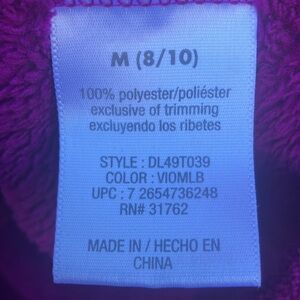 M (8/10)
100% polyester/poliéster
exclusive of trimming
excluyendo los ribetes
STYLE : DL49T039
COLOR : VIOMLB
UPC : 7 2654736248
RN# 31762
MADE IN / HECHO EN
CHINA